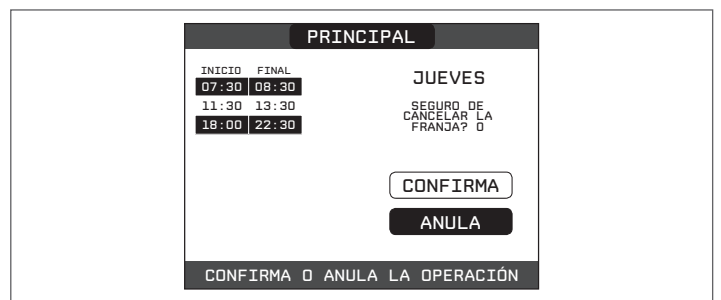 PRINCIPAL
INICIO FINAL
07:30 08:30
11:30 13:30
18:00 22:30
JUEVES
SEGURO DE
CANCELAR LA
FRANJA? 0
CONFIRMA
ANULA
CONFIRMA O ANULA LA OPERACIÓN